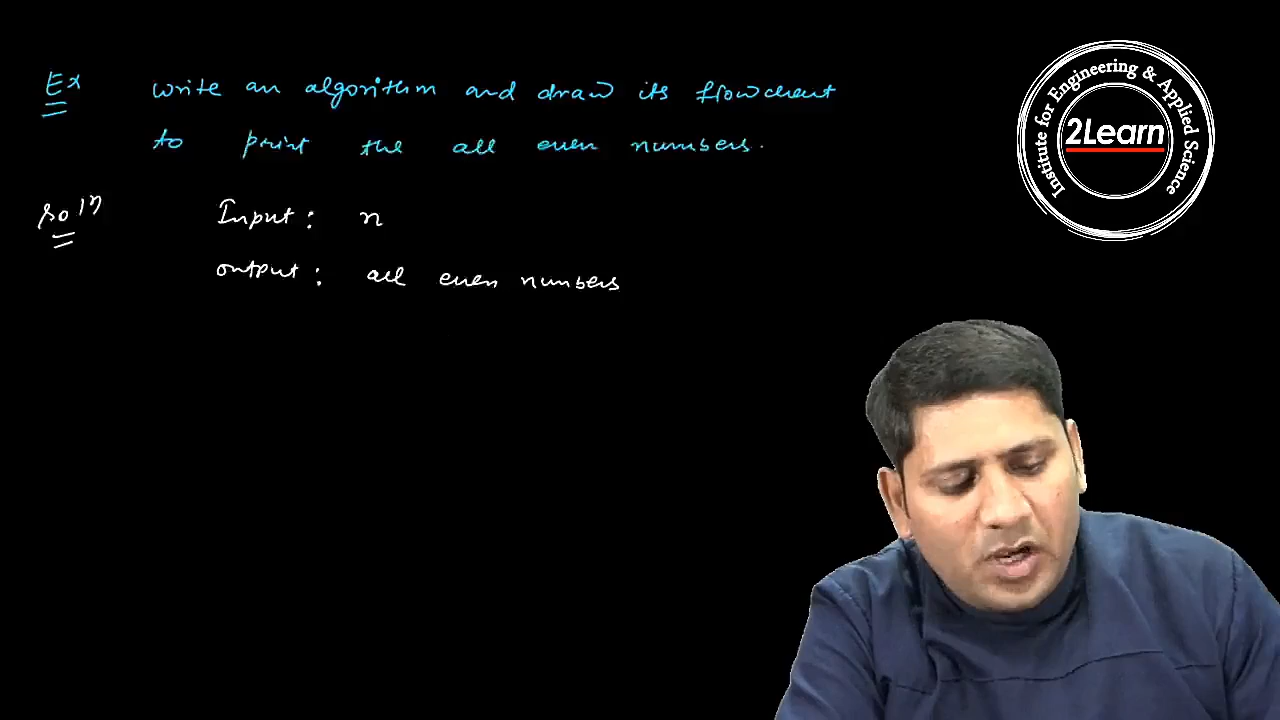 Ex write an algorithm and draw its flowchart
to print the all even numbers.
Soln Input: n
output: all even numbers
Institute for Engineering & Applied Science
2Learn